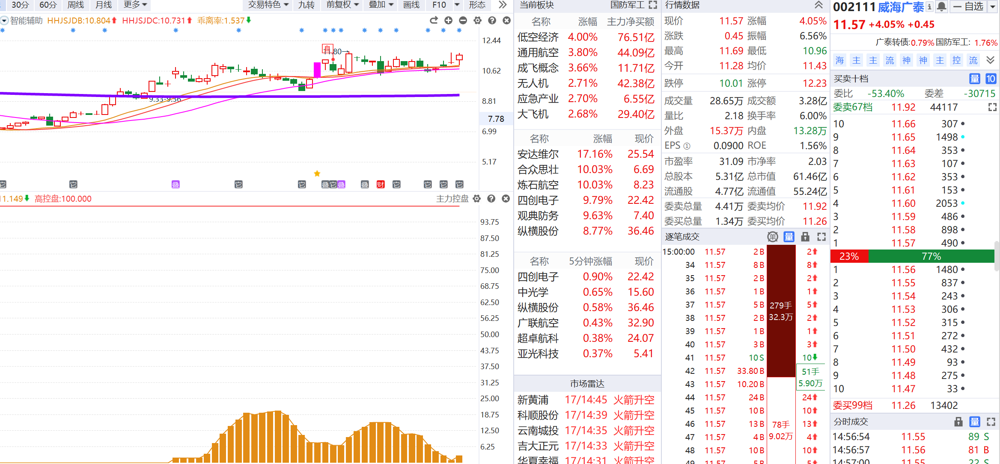 30分 60分 周线 月线 更多 交易特色 九转 前复权 叠加 画线 F10 形态
智能辅助 HHJSJDB:10.804 HHJSJDC:10.731 乖离率:1.537
12.44
自
11.80→
10.62
9.33-9.36
8.81
7.78
6.99
5.17
它 它 叠 它 它 叠 它 叠 叠 财 它 它 它 它
11.149 高控盘:100.000 主力控盘
93.75
87.50
81.25
75.00
68.75
62.50
56.25
50.00
43.75
37.50
31.25
25.00
18.75
12.50
6.25
当前板块 国防军工
名称 涨幅 主力净买额
低空经济 4.00% 76.51亿
通用航空 3.80% 44.09亿
成飞概念 3.66% 11.71亿
无人机 2.71% 42.38亿
应急产业 2.70% 6.55亿
大飞机 2.68% 29.40亿
名称 涨幅 现价
安达维尔 17.16% 25.54
合众思壮 10.03% 6.69
炼石航空 10.03% 8.23
四创电子 9.79% 22.42
观典防务 9.63% 7.40
纵横股份 8.77% 36.46
名称 5分钟涨幅 现价
四创电子 0.90% 22.42
中光学 0.65% 15.60
纵横股份 0.58% 36.46
广联航空 0.43% 32.90
超卓航科 0.38% 24.07
亚光科技 0.37% 5.41
市场雷达
新黄浦 17/14:45 火箭升空
科顺股份 17/14:39 火箭升空
云南城投 17/14:35 火箭升空
吉大正元 17/14:33 火箭升空
华夏幸福 17/14:31 火箭升空
行情数据
现价 11.57 涨幅 4.05%
涨跌 0.45 振幅 6.56%
最高 11.69 最低 10.96
今开 11.28 均价 11.43
跌停 10.01 涨停 12.23
成交量 28.65万 成交额 3.28亿
量比 2.18 换手率 6.00%
外盘 15.37万 内盘 13.28万
EPS ① 0.0900 ROE 1.56%
市盈率 31.09 市净率 2.03
总股本 5.31亿 总市值 61.46亿
流通股 4.77亿 流通值 55.24亿
委卖总量 4.41万 委卖均价 11.92
委买总量 1.34万 委买均价 11.26
逐笔成交 单 量
15:00:00 11.57 2 B 2
34 11.57 8 B 8
35 11.57 2 B 2
36 11.57 1 B 1
37 11.57 5 B 279手 5
38 11.57 2 B 32.3万 2
39 11.57 1 B 1
40 11.57 3 B 3
41 11.57 10 S 10
42 11.57 33.80 B 51手
43 11.57 10.20 B 5.90万
44 11.57 24 B 24
45 11.57 10 B 10
46 11.57 13 B 78手 13
47 11.57 4 B 9.02万 4
48 11.57 10 B 10
49 11.57 5 B 5
002111 威海广泰 i 自选
11.57 +4.05% +0.45
广泰转债:0.79% 国防军工: 1.76%
海 主 主 流 神 神 主 控 流
买卖十档 量 10
委比 -53.40% 委差 -30715
委卖67档 11.92 44117
10 11.66 307
9 11.65 1498
8 11.64 353
7 11.63 107
6 11.62 353
5 11.61 153
4 11.60 2053
3 11.59 486
2 11.58 898
1 11.57 490
23% 77%
1 11.56 1480
2 11.55 837
3 11.54 243
4 11.53 306
5 11.52 315
6 11.51 272
7 11.50 432
8 11.49 93
9 11.48 275
10 11.47 33
委买99档 11.26 13402
分时成交 量
14:56:54 11.55 89 S
14:56:57 11.56 81 B
14:57:00 11.55 22 S